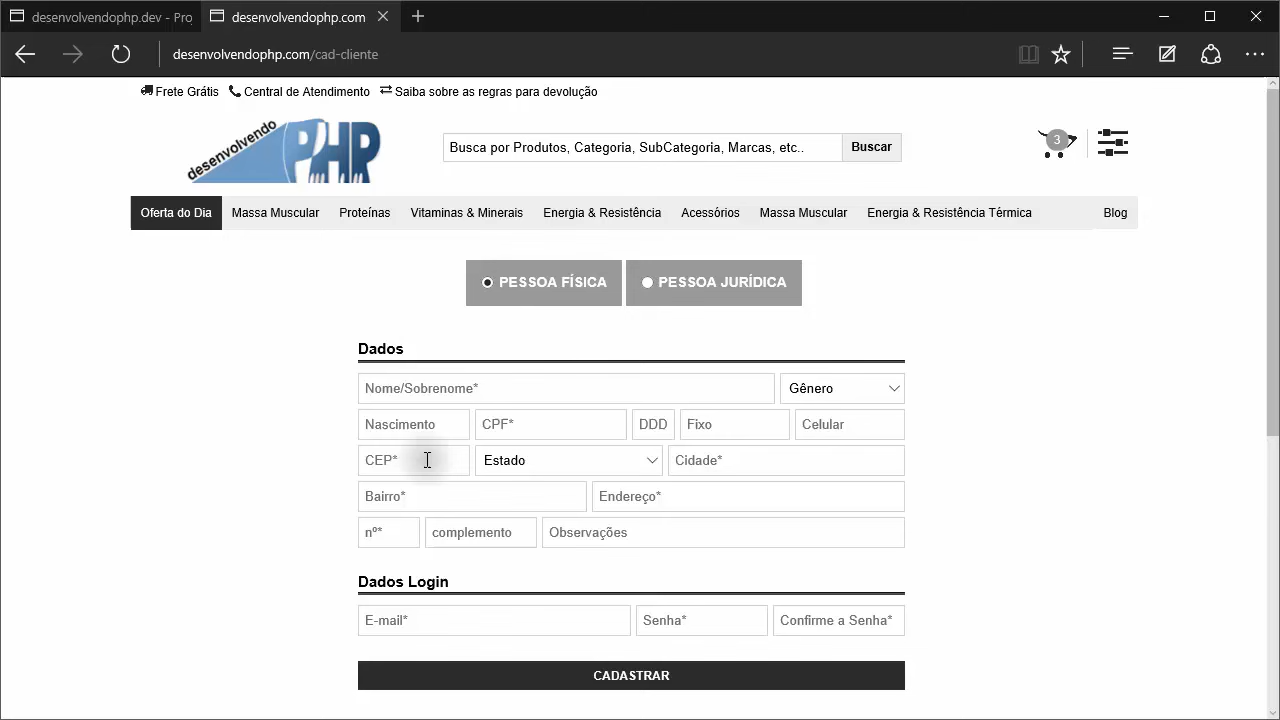 desenvolvendophp.dev - Pro desenvolvendophp.com
desenvolvendophp.com/cad-cliente
Frete Grátis Central de Atendimento Saiba sobre as regras para devolução
desenvolvendo PHP
Busca por Produtos, Categoria, SubCategoria, Marcas, etc.. Buscar 3
Oferta do Dia Massa Muscular Proteínas Vitaminas & Minerais Energia & Resistência Acessórios Massa Muscular Energia & Resistência Térmica Blog
PESSOA FÍSICA PESSOA JURÍDICA
Dados
Nome/Sobrenome* Gênero
Nascimento CPF* DDD Fixo Celular
CEP* Estado Cidade*
Bairro* Endereço*
nº* complemento Observações
Dados Login
E-mail* Senha* Confirme a Senha*
CADASTRAR